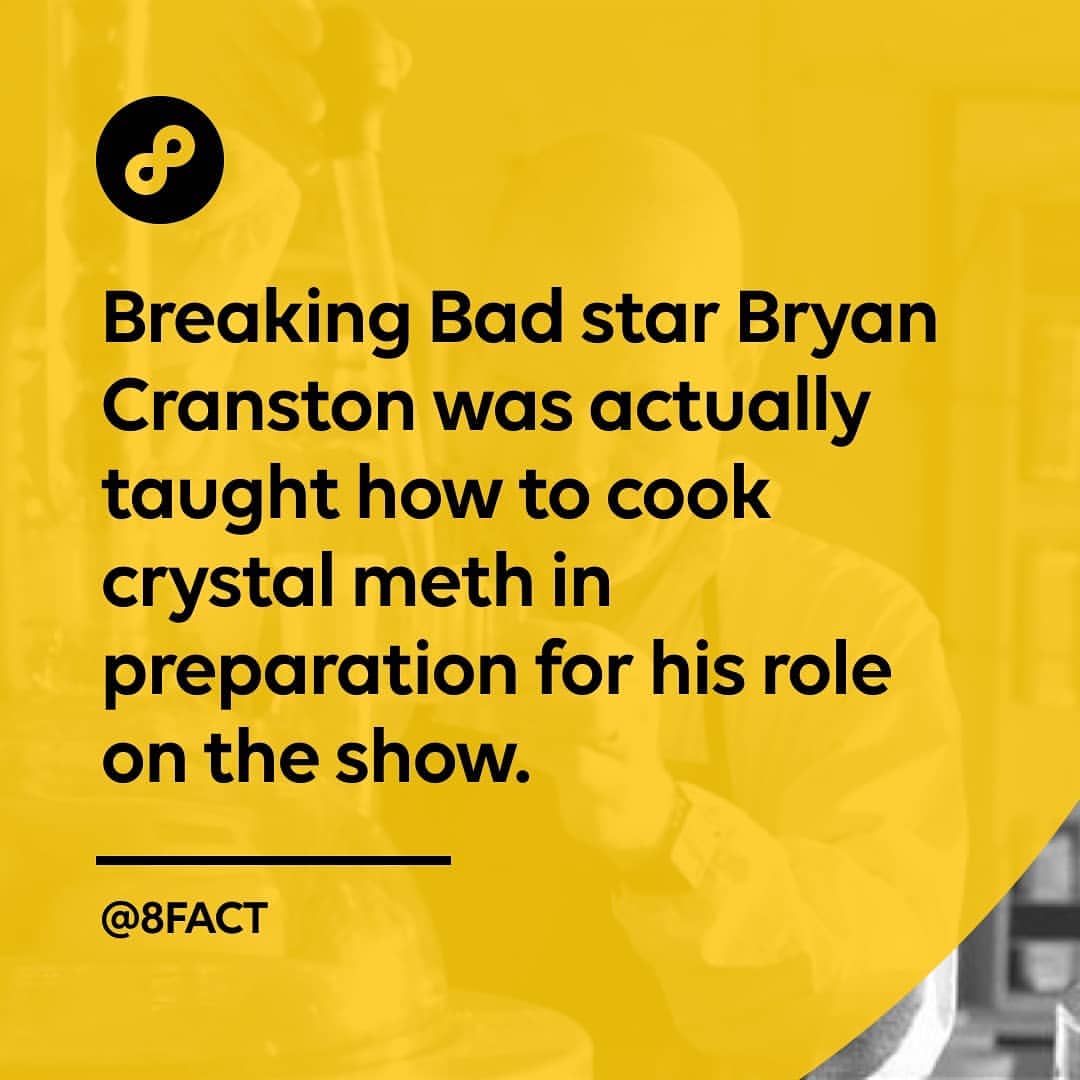 Breaking Bad star Bryan
Cranston was actually
taught how to cook
crystal meth in
preparation for his role
on the show.
@8FACT